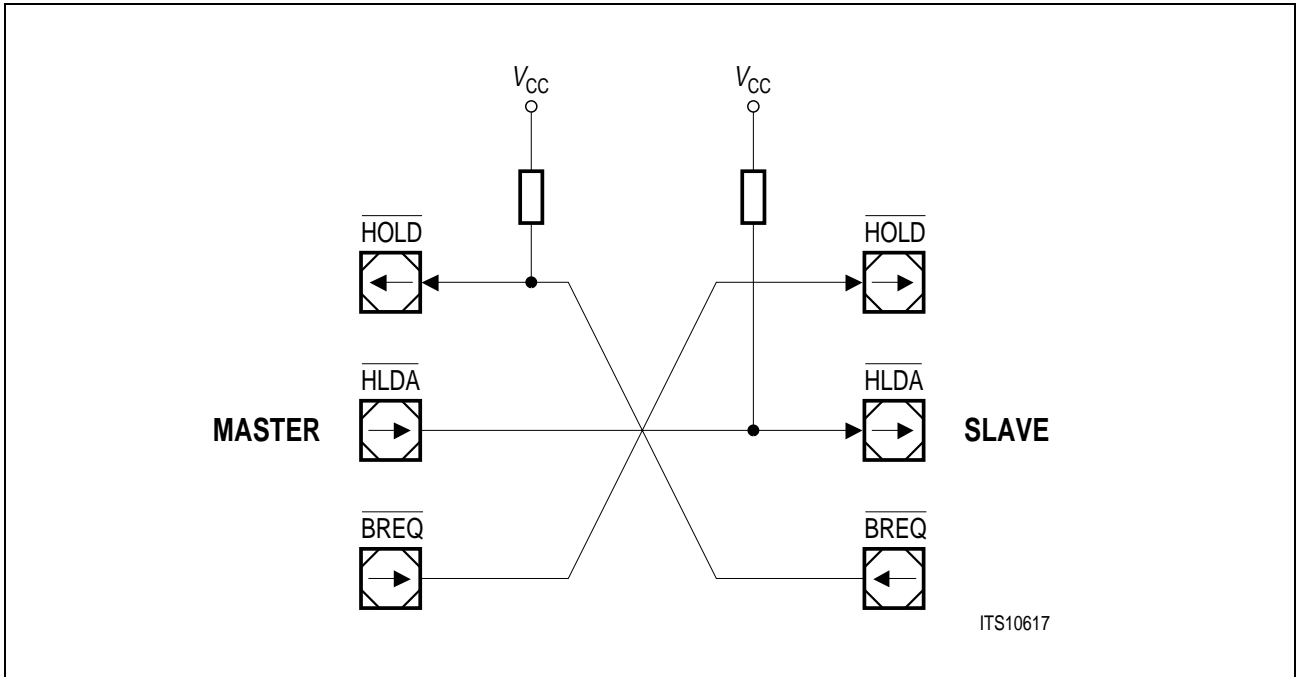 VCC VCC
HOLD HOLD
HLDA HLDA
MASTER SLAVE
BREQ BREQ
ITS10617